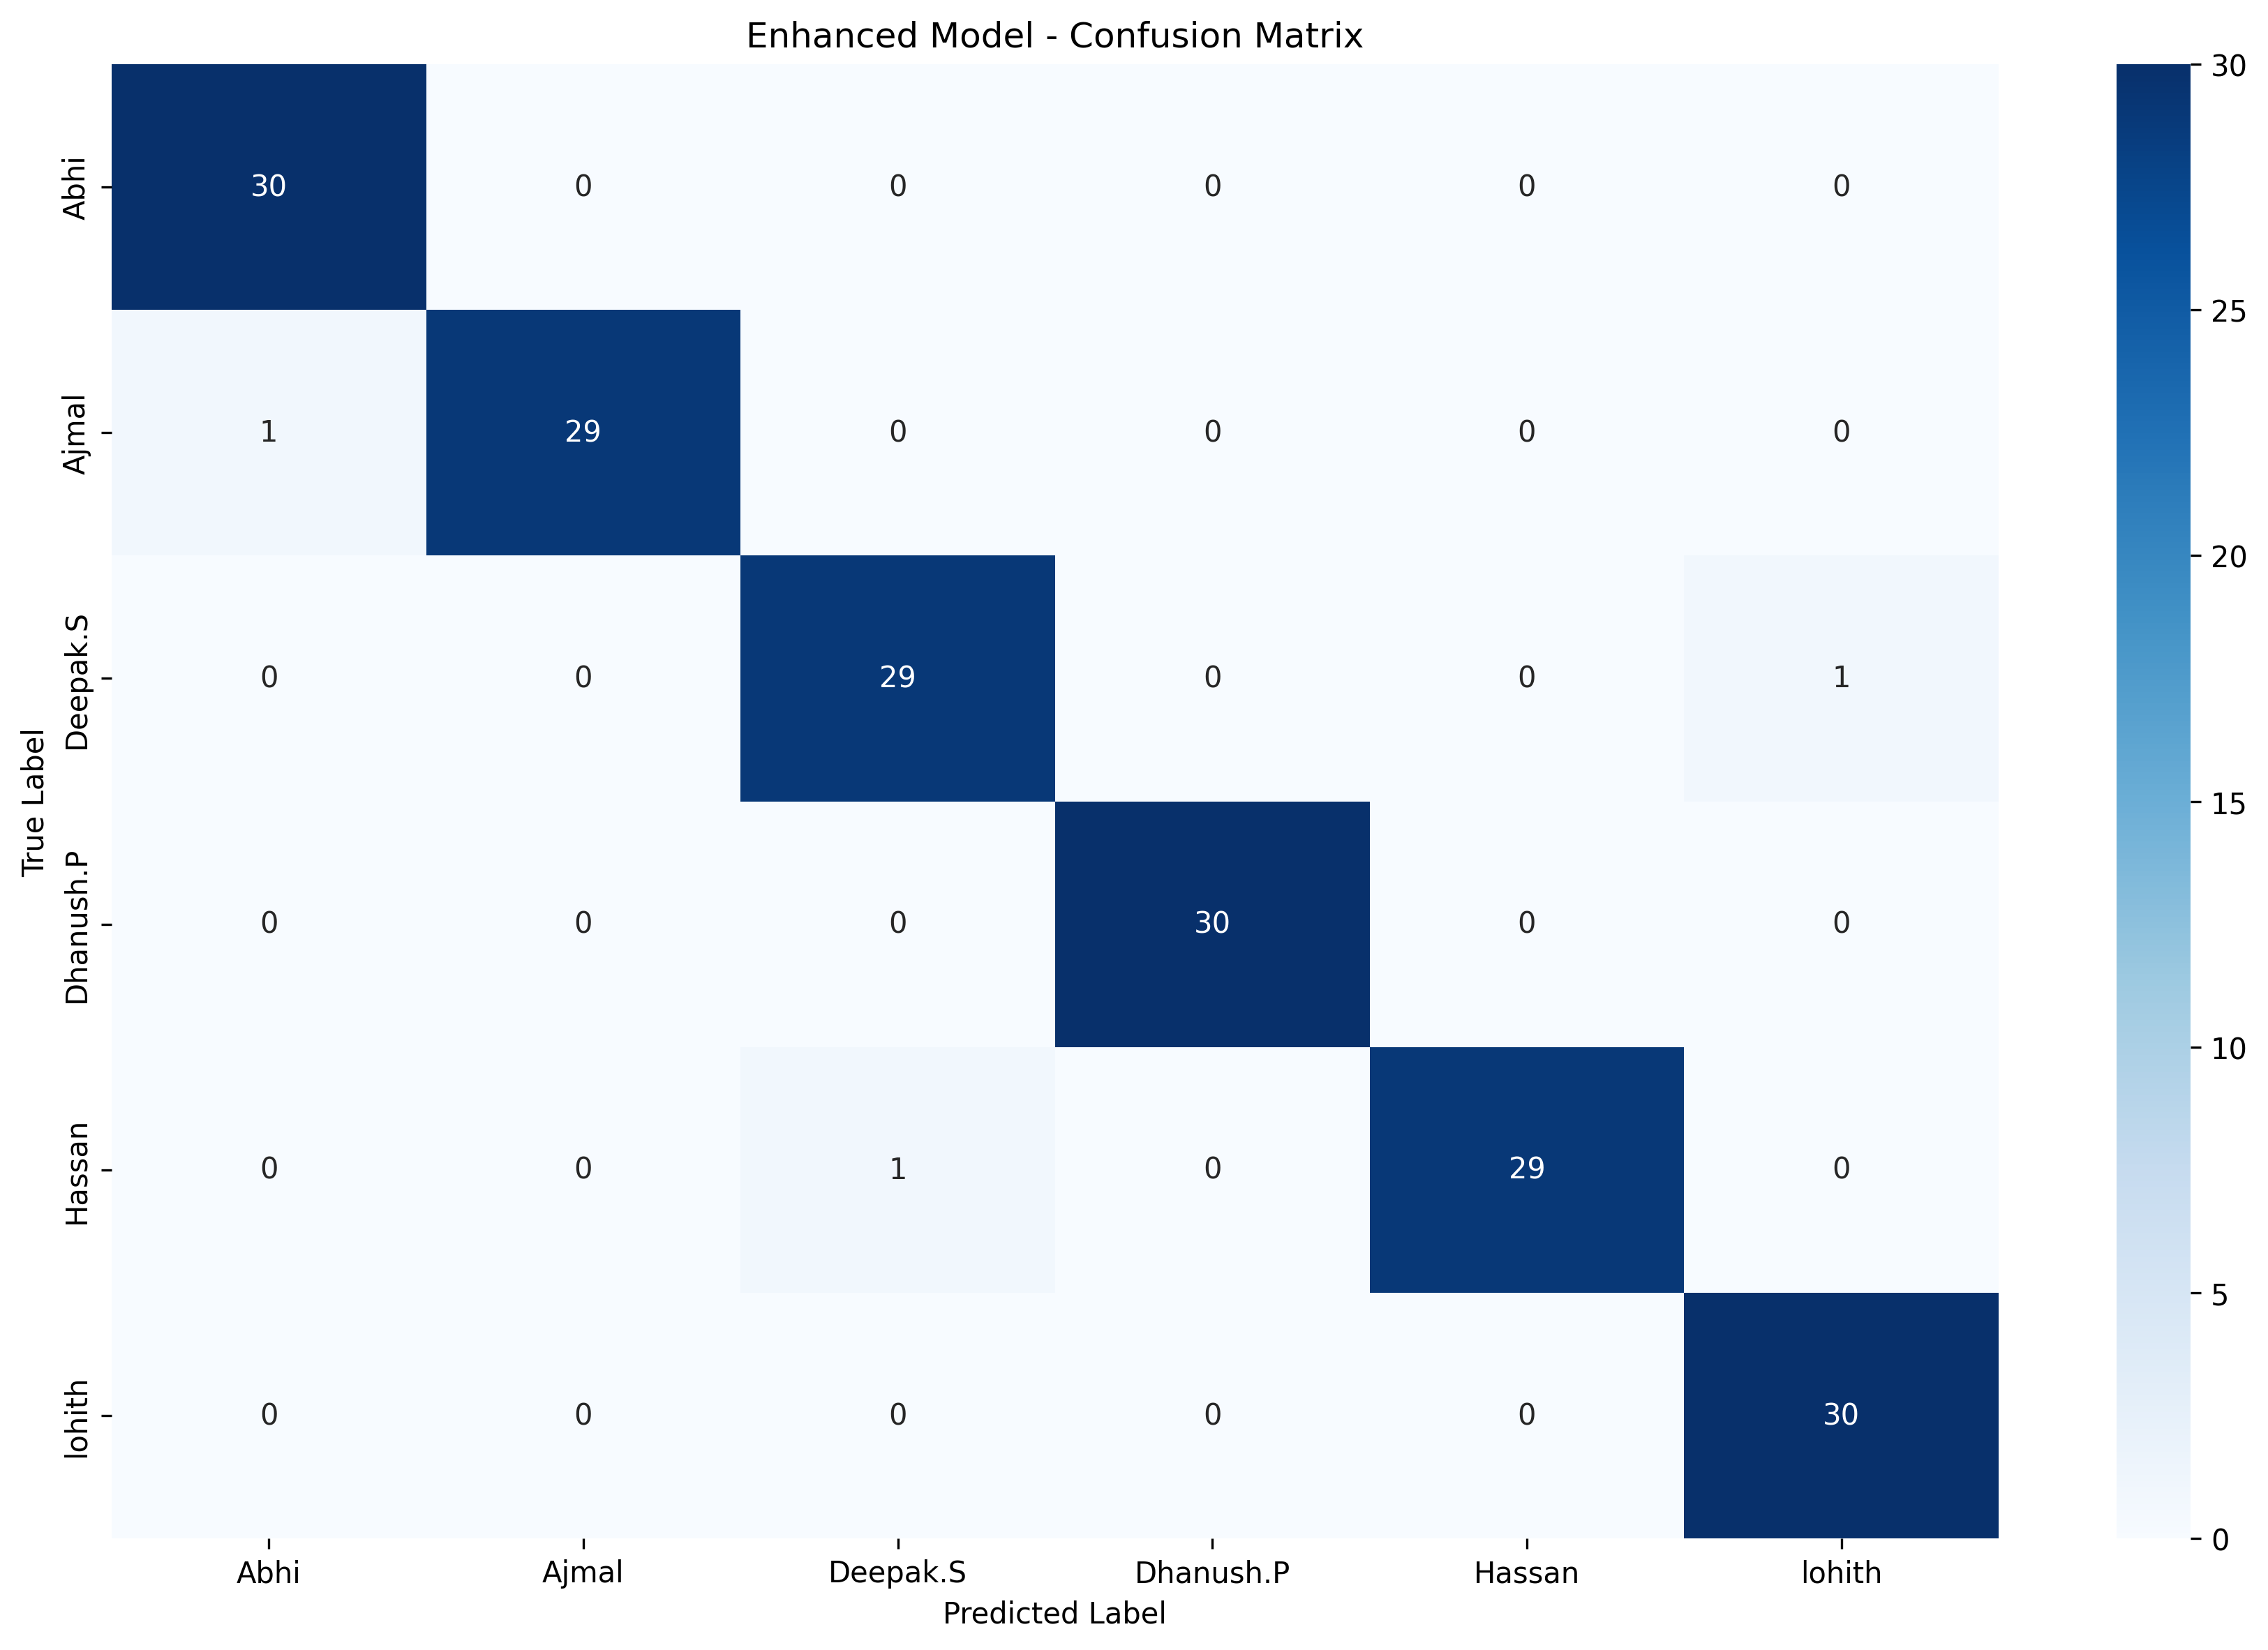 Enhanced Model - Confusion Matrix
True Label
Abhi 30 0 0 0 0 0
Ajmal 1 29 0 0 0 0
Deepak.S 0 0 29 0 0 1
Dhanush.P 0 0 0 30 0 0
Hassan 0 0 1 0 29 0
lohith 0 0 0 0 0 30
Abhi Ajmal Deepak.S Dhanush.P Hassan lohith
Predicted Label
30
25
20
15
10
5
0